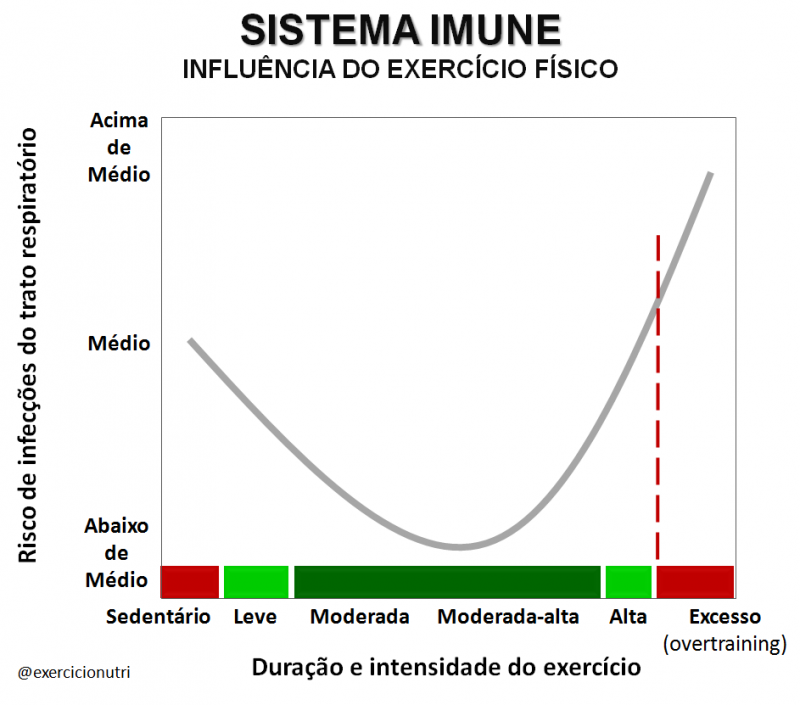 SISTEMA IMUNE
INFLUÊNCIA DO EXERCÍCIO FÍSICO
Risco de infecções do trato respiratório
Acima
de
Médio
Médio
Abaixo
de
Médio
Sedentário Leve Moderada Moderada-alta Alta Excesso
(overtraining)
Duração e intensidade do exercício
@exercicionutri